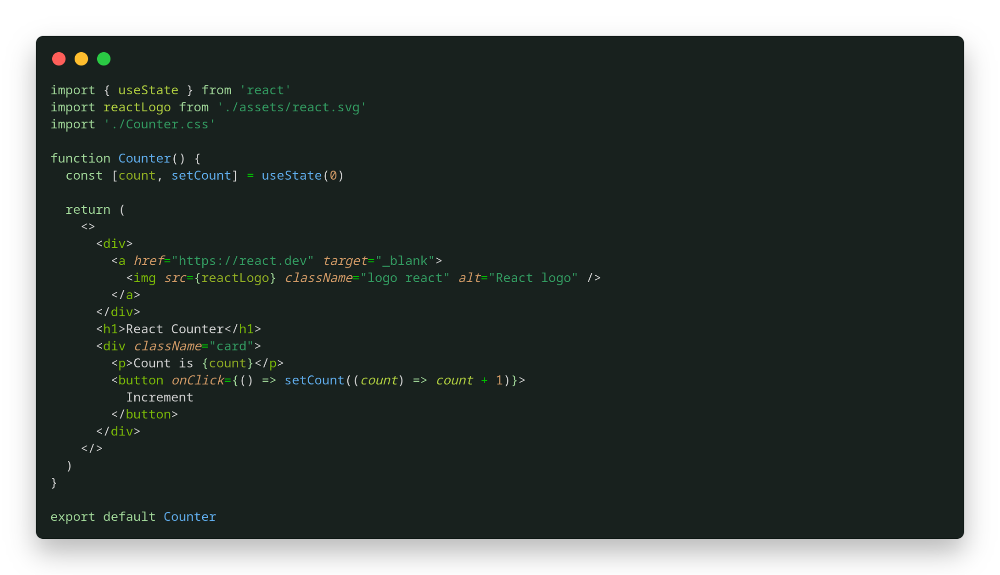 import { useState } from 'react'
import reactLogo from './assets/react.svg'
import './Counter.css'

function Counter() {
  const [count, setCount] = useState(0)

  return (
    <>
      <div>
        <a href="https://react.dev" target="_blank">
          <img src={reactLogo} className="logo react" alt="React logo" />
        </a>
      </div>
      <h1>React Counter</h1>
      <div className="card">
        <p>Count is {count}</p>
        <button onClick={() => setCount((count) => count + 1)}>
          Increment
        </button>
      </div>
    </>
  )
}

export default Counter